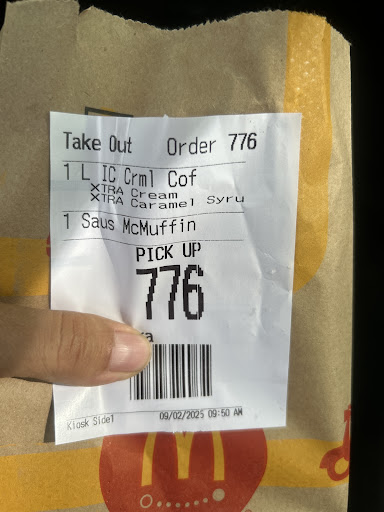 Take Out Order 776
1 L IC Crml Cof
XTRA Cream
XTRA Caramel Syru
1 Saus McMuffin
PICK UP
776
Kiosk Side1 09/02/2025 09:50 AM